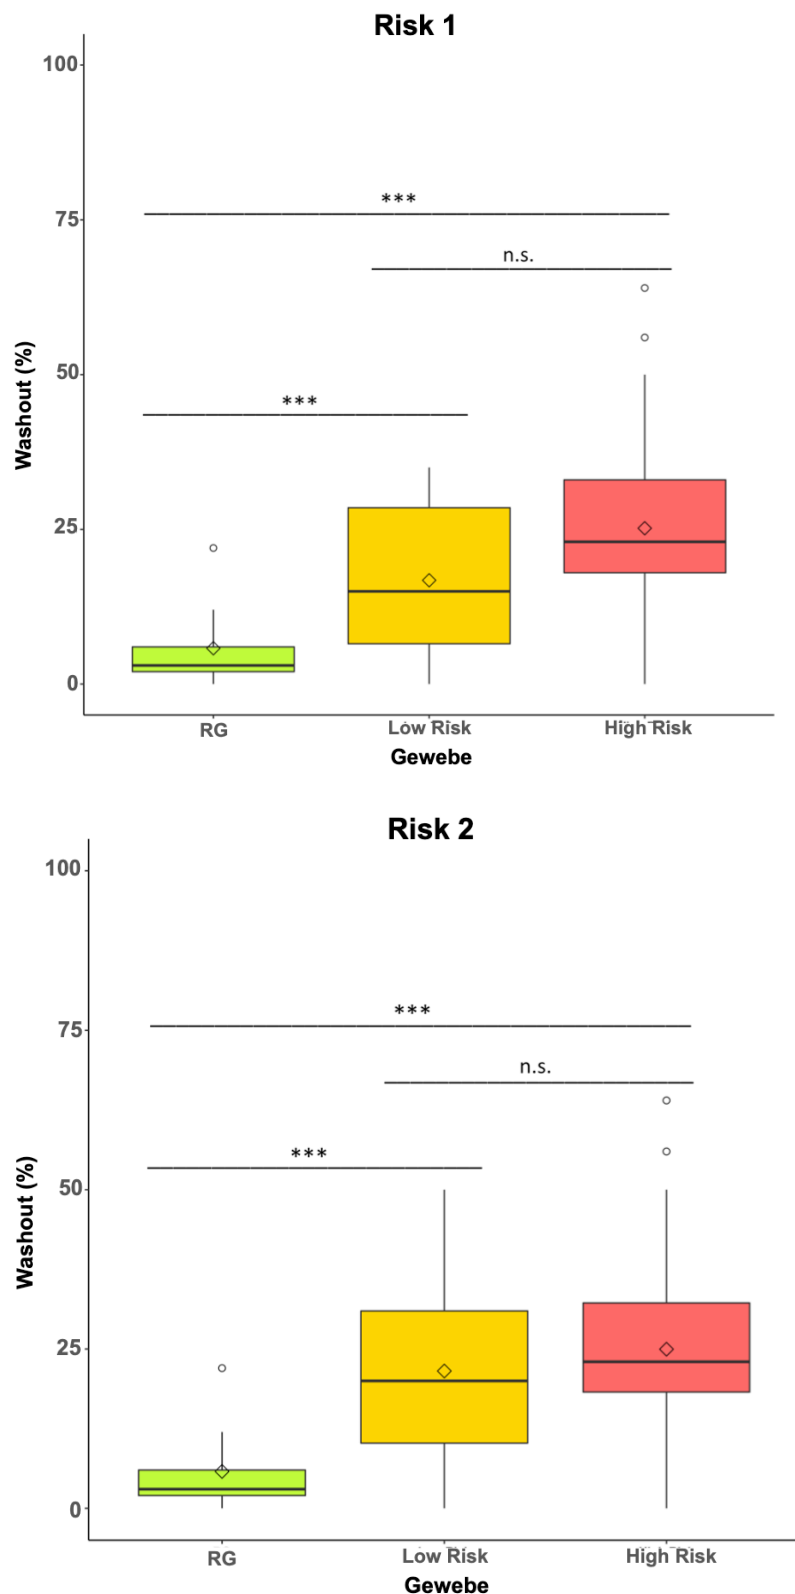 Risk 1
100
***
75
n.s.
50
***
25
0
Washout (%)
RG
Low Risk
High Risk
Gewebe
Risk 2
100
***
75
n.s.
***
50
25
0
Washout (%)
RG
Low Risk
High Risk
Gewebe